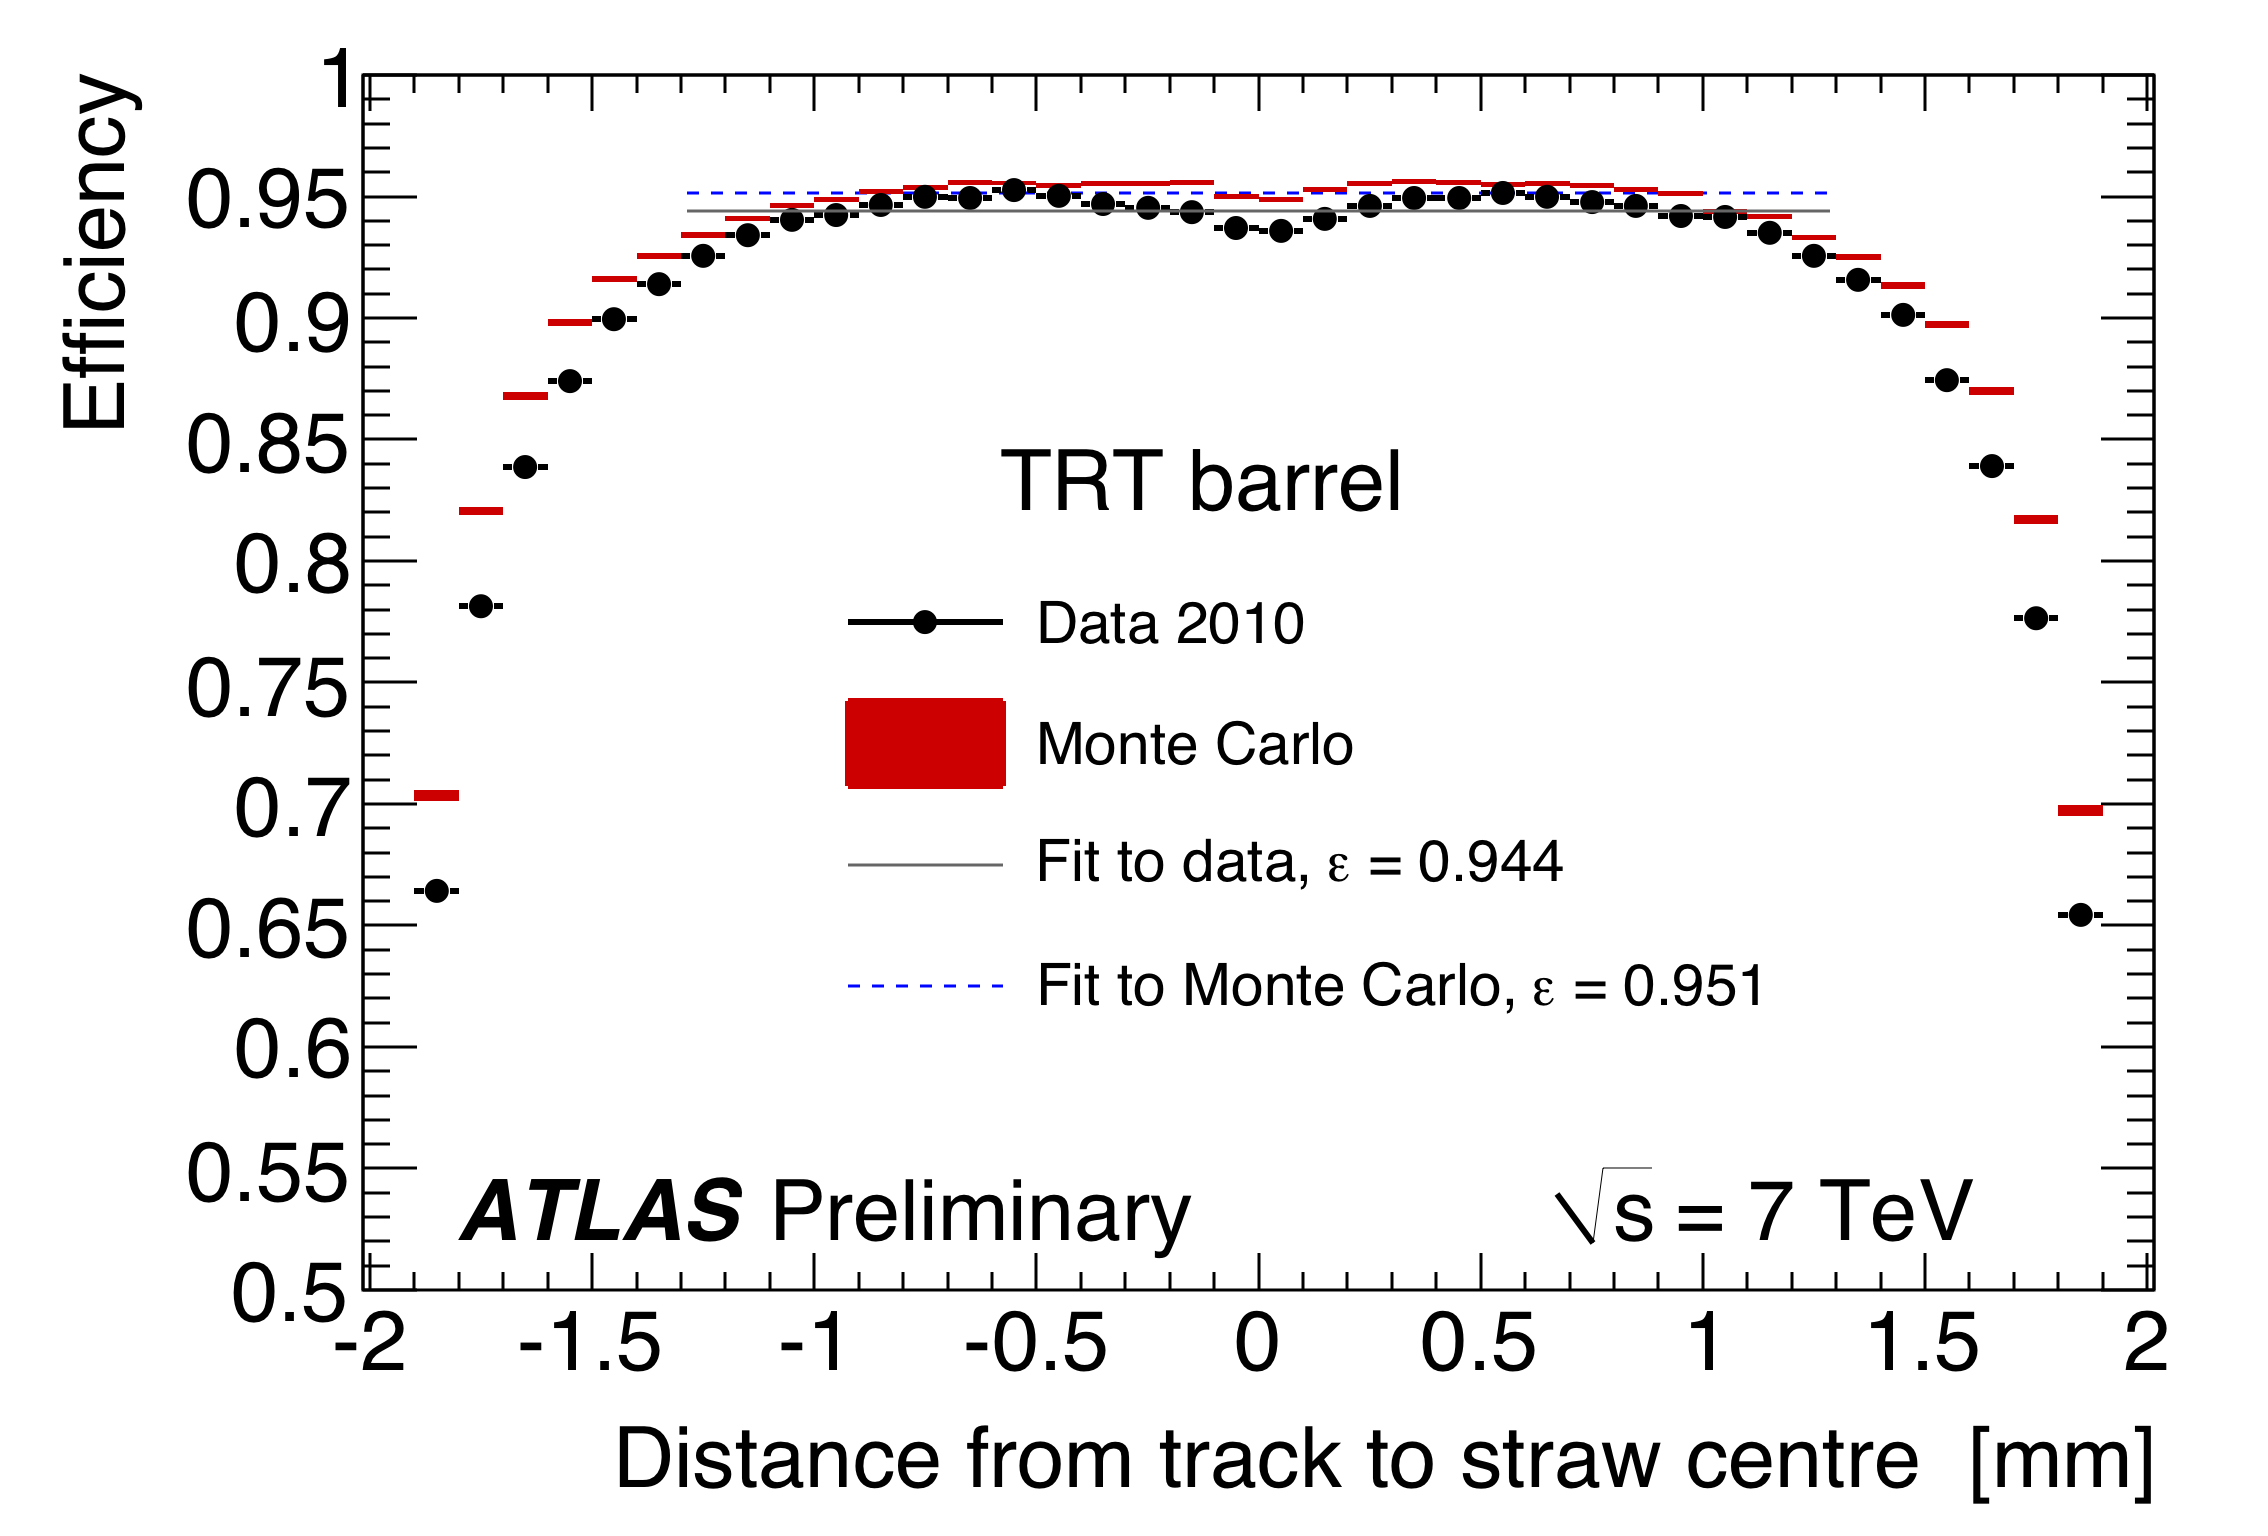 Efficiency
1
0.95
0.9
0.85
0.8
0.75
0.7
0.65
0.6
0.55
0.5
TRT barrel
Data 2010
Monte Carlo
Fit to data, ε = 0.944
Fit to Monte Carlo, ε = 0.951
ATLAS Preliminary
√s = 7 TeV
-2 -1.5 -1 -0.5 0 0.5 1 1.5 2
Distance from track to straw centre [mm]